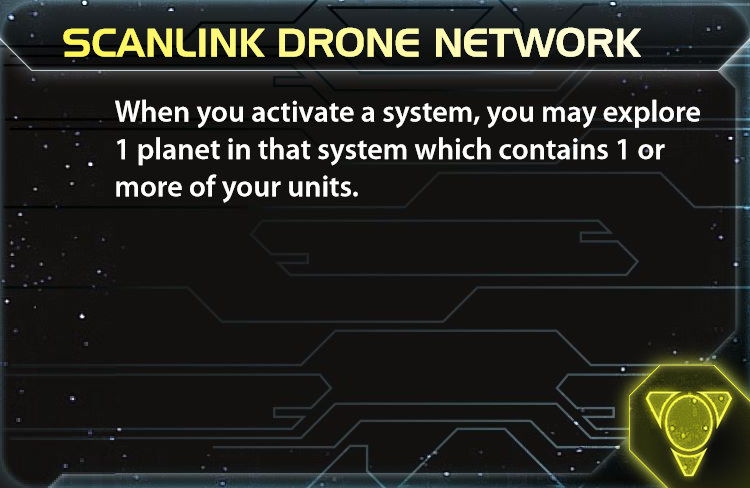 SCANLINK DRONE NETWORK
When you activate a system, you may explore
1 planet in that system which contains 1 or
more of your units.